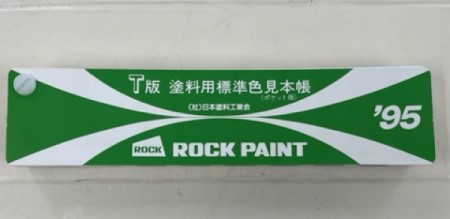 T版 塗料用標準色見本帳
(ポケット版)
(社)日本塗料工業会
'95
ROCK ROCK PAINT